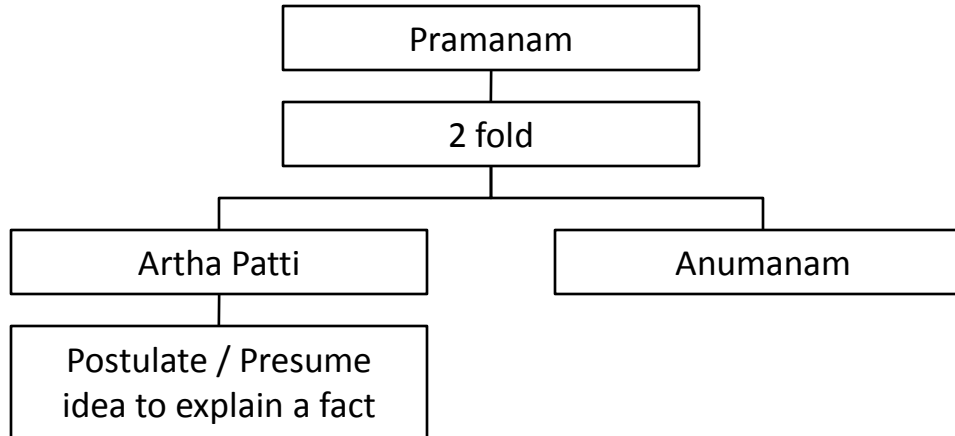 Pramanam
2 fold
Artha Patti
Anumanam
Postulate / Presume
idea to explain a fact